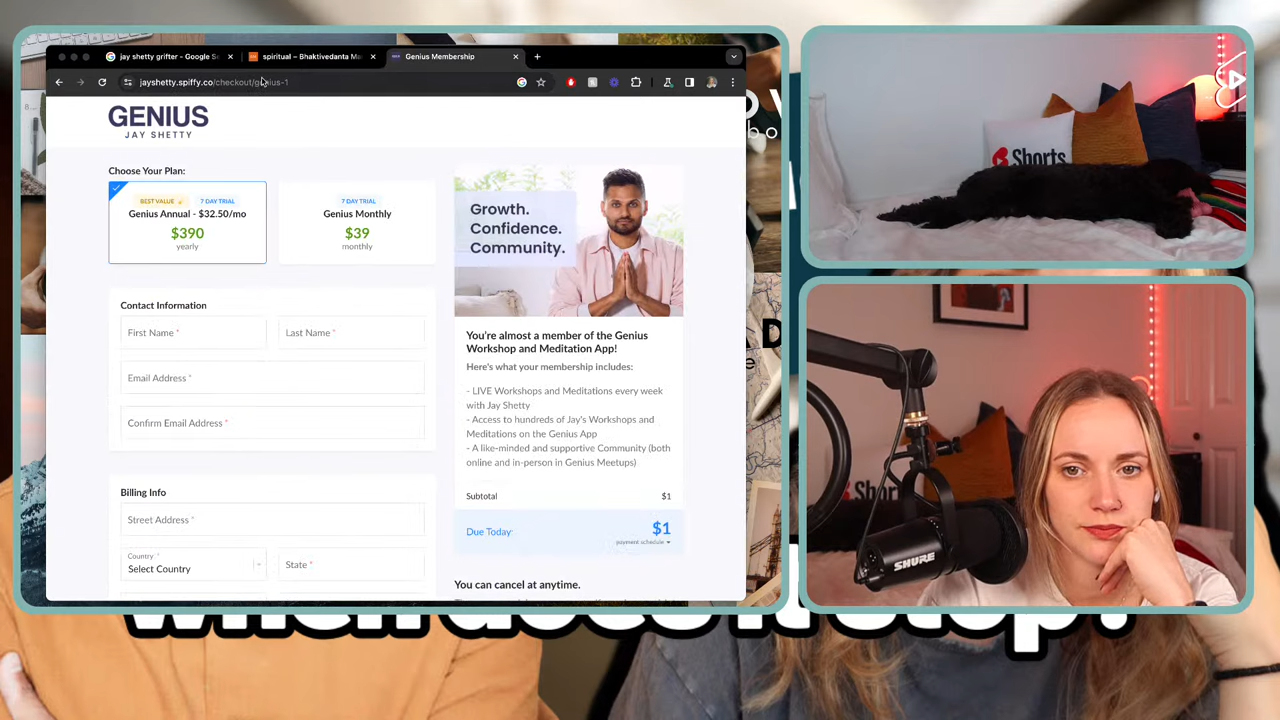 jay shetty grifter - Google Se
spiritual – Bhaktivedanta Ma
Genius Membership
jayshetty.spiffy.co/checkout/genius-1
GENIUS
JAY SHETTY
Choose Your Plan:
BEST VALUE
7 DAY TRIAL
Genius Annual - $32.50/mo
$390
yearly
7 DAY TRIAL
Genius Monthly
$39
monthly
Contact Information
First Name *
Last Name *
Email Address *
Confirm Email Address *
Billing Info
Street Address *
Country *
Select Country
State *
Growth.
Confidence.
Community.
You're almost a member of the Genius
Workshop and Meditation App!
Here's what your membership includes:
- LIVE Workshops and Meditations every week
with Jay Shetty
- Access to hundreds of Jay's Workshops and
Meditations on the Genius App
- A like-minded and supportive Community (both
online and in-person in Genius Meetups)
Subtotal
$1
Due Today:
$1
payment schedule
You can cancel at anytime.
Shorts
SHURE
when does it stop?